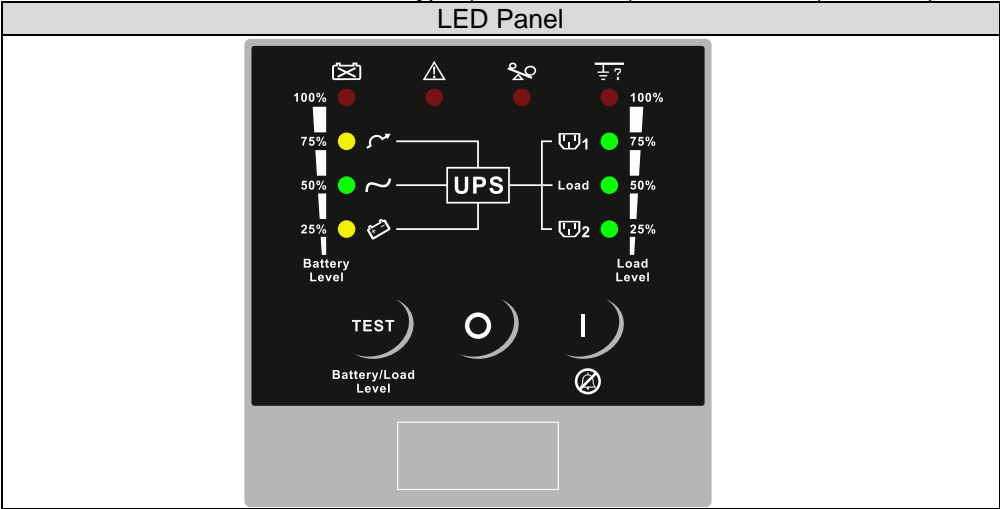 LED Panel
100% 100%
75% 1 75%
UPS
50% Load 50%
25% 2 25%
Battery Level Load Level
TEST O I
Battery/Load
Level